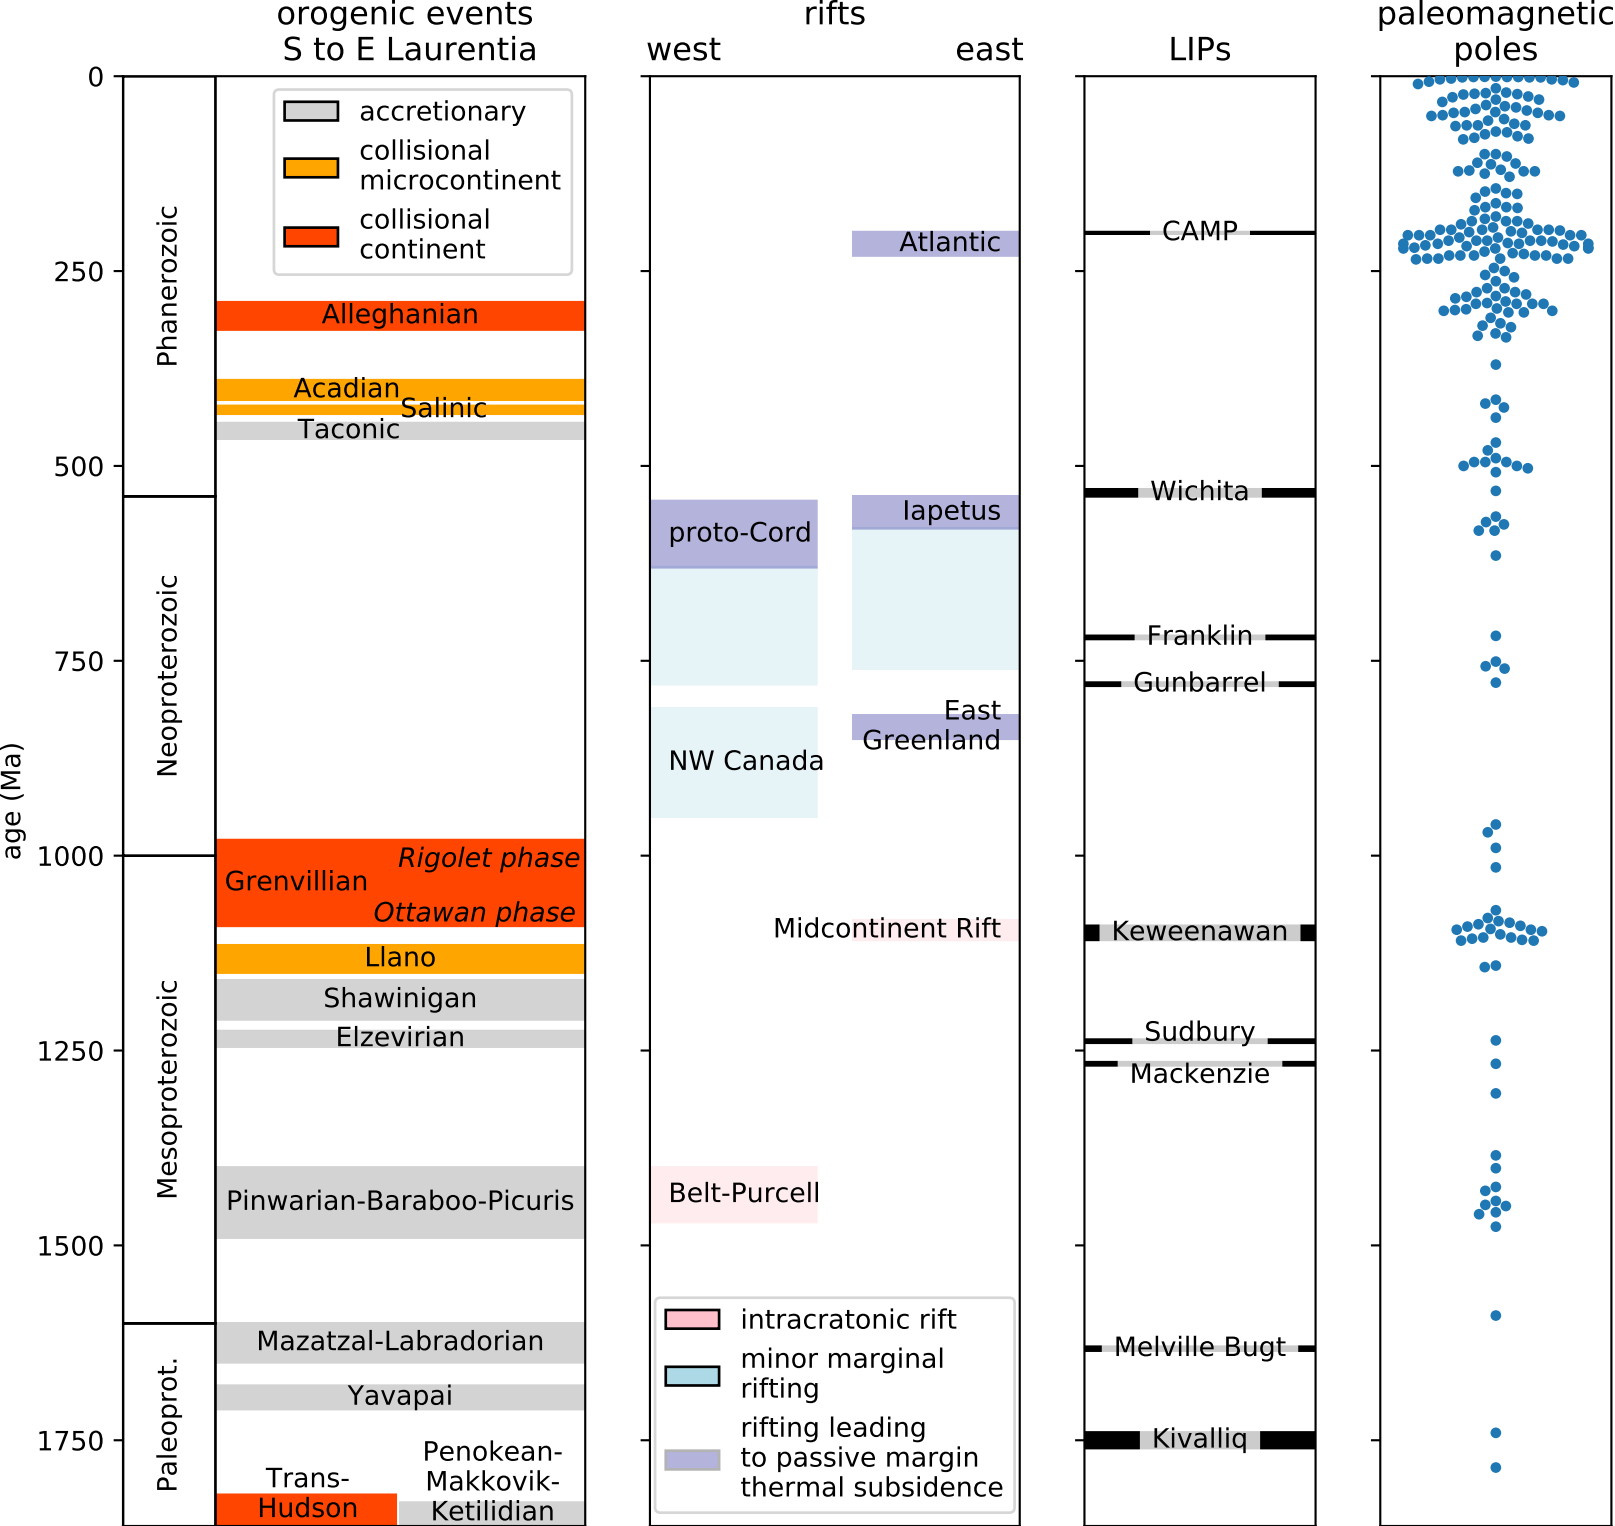 orogenic events
S to E Laurentia
rifts
west east
LIPs
paleomagnetic
poles
age (Ma)
0
250
500
750
1000
1250
1500
1750
Phanerozoic
Neoproterozoic
Mesoproterozoic
Paleoprot.
accretionary
collisional
microcontinent
collisional
continent
Alleghanian
Acadian
Salinic
Taconic
Rigolet phase
Grenvillian
Ottawan phase
Llano
Shawinigan
Elzevirian
Pinwarian-Baraboo-Picuris
Mazatzal-Labradorian
Yavapai
Trans-
Hudson
Penokean-
Makkovik-
Ketilidian
Atlantic
Iapetus
proto-Cord
East
Greenland
NW Canada
Midcontinent Rift
Belt-Purcell
intracratonic rift
minor marginal
rifting
rifting leading
to passive margin
thermal subsidence
CAMP
Wichita
Franklin
Gunbarrel
Keweenawan
Sudbury
Mackenzie
Melville Bugt
Kivalliq